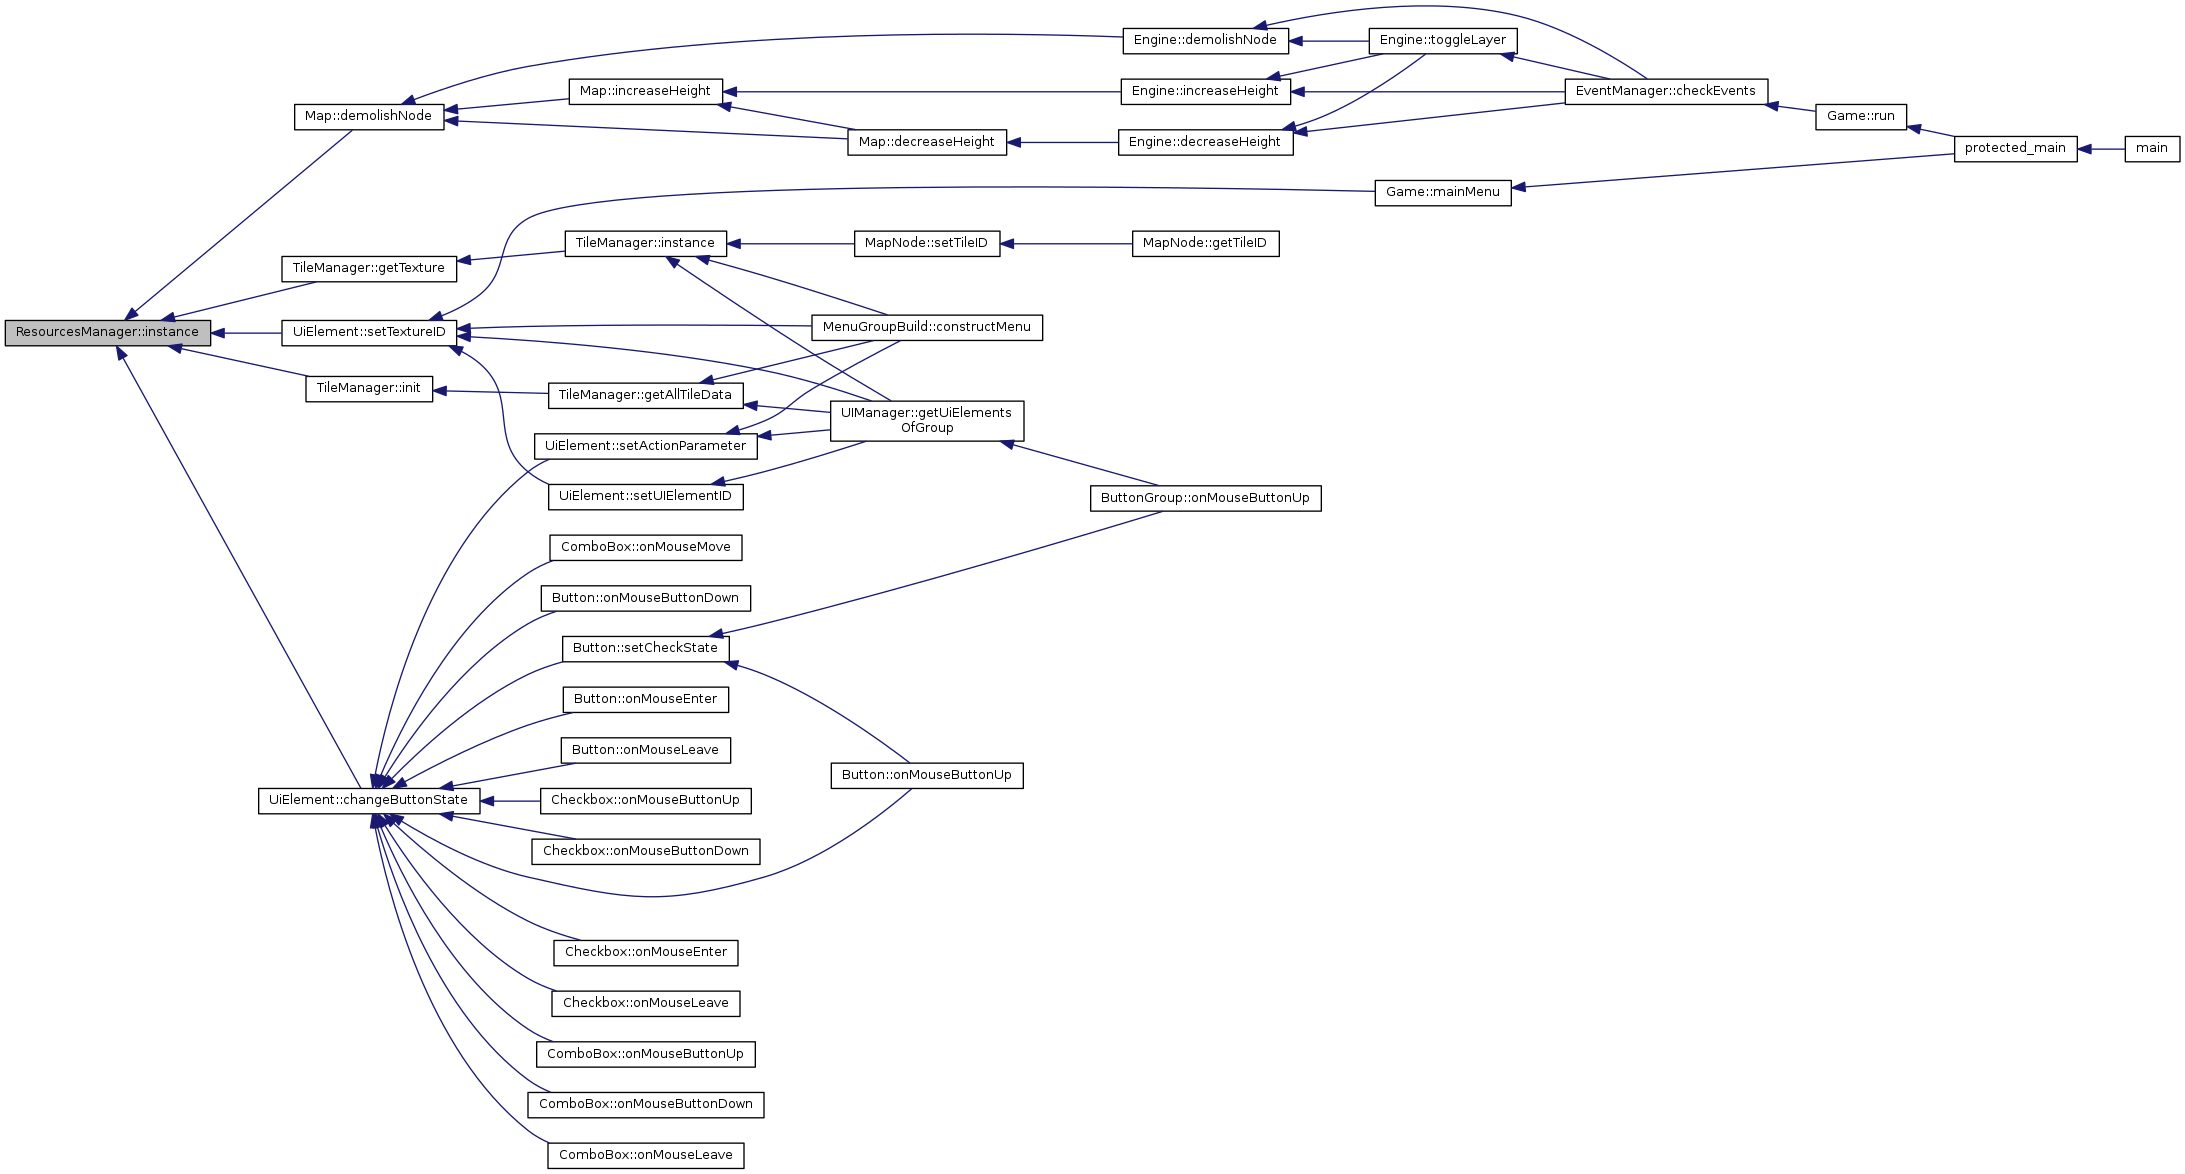 Engine::demolishNode
Engine::toggleLayer
Map::increaseHeight
Engine::increaseHeight
EventManager::checkEvents
Map::demolishNode
Game::run
Map::decreaseHeight
Engine::decreaseHeight
protected_main
main
Game::mainMenu
TileManager::instance
MapNode::setTileID
MapNode::getTileID
TileManager::getTexture
ResourcesManager::instance
UiElement::setTextureID
MenuGroupBuild::constructMenu
TileManager::init
TileManager::getAllTileData
UIManager::getUiElements
OfGroup
UiElement::setActionParameter
UiElement::setUIElementID
ButtonGroup::onMouseButtonUp
ComboBox::onMouseMove
Button::onMouseButtonDown
Button::setCheckState
Button::onMouseEnter
Button::onMouseLeave
Button::onMouseButtonUp
UiElement::changeButtonState
Checkbox::onMouseButtonUp
Checkbox::onMouseButtonDown
Checkbox::onMouseEnter
Checkbox::onMouseLeave
ComboBox::onMouseButtonUp
ComboBox::onMouseButtonDown
ComboBox::onMouseLeave